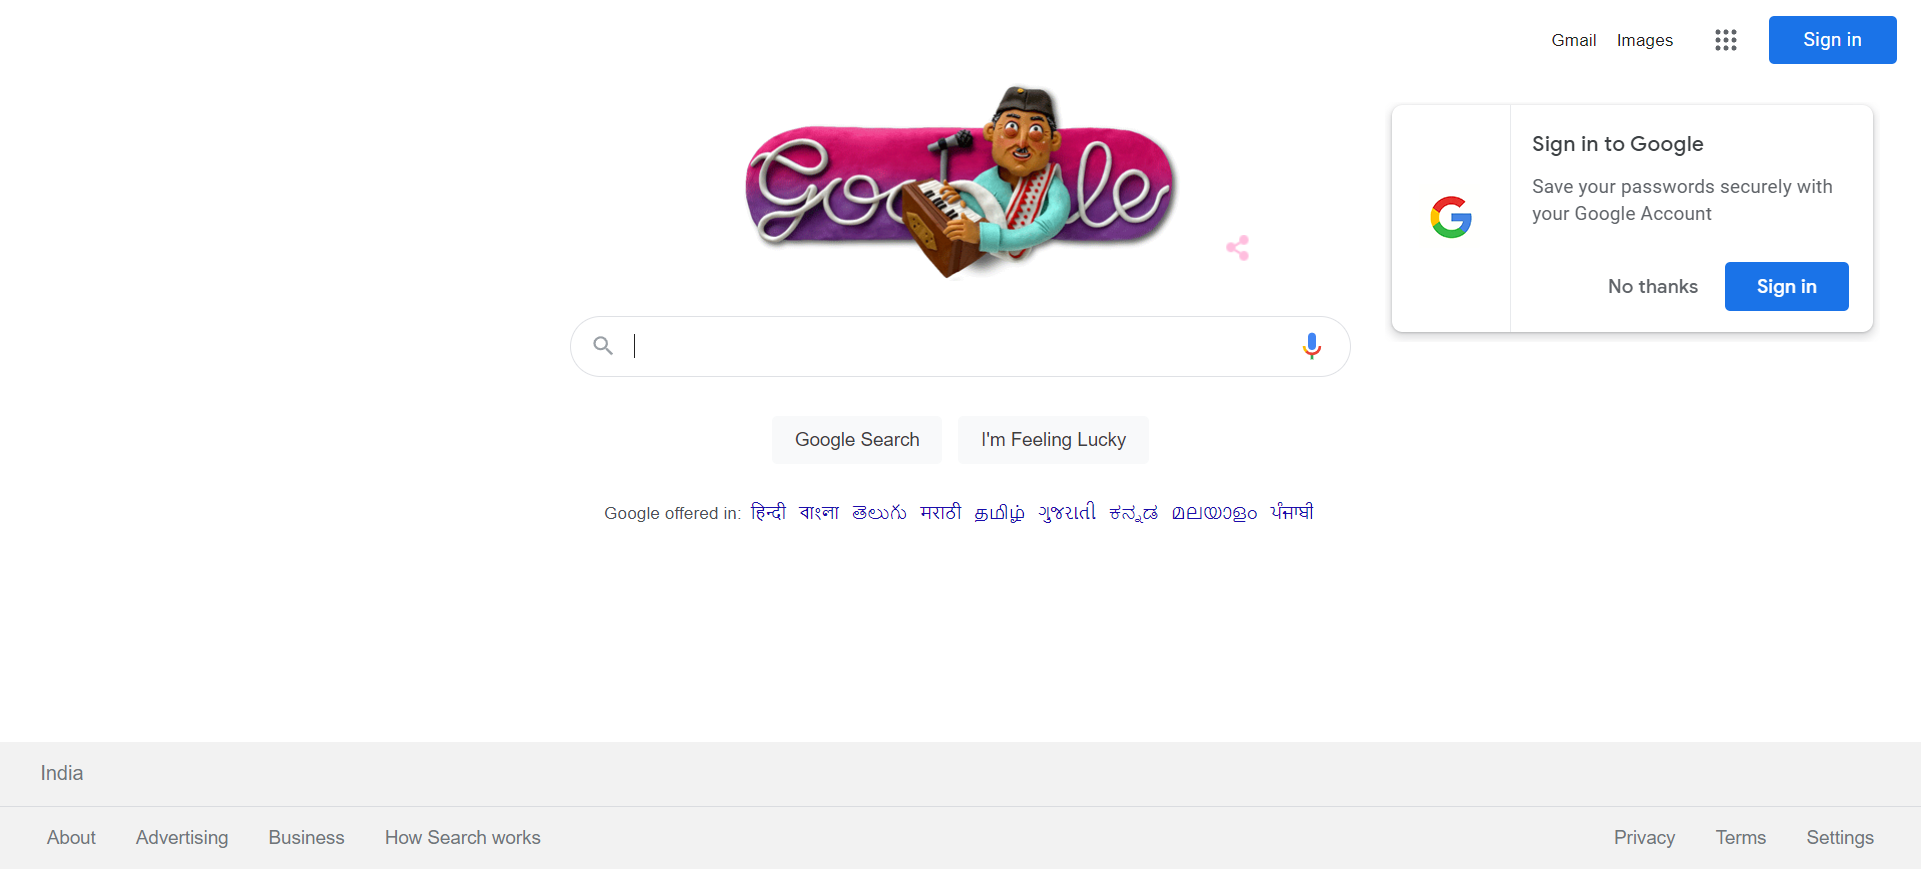 Gmail Images Sign in
Google
Sign in to Google
Save your passwords securely with
your Google Account
No thanks Sign in
Google Search I'm Feeling Lucky
Google offered in: हिन्दी বাংলা తెలుగు मराठी தமிழ் ગુજરાતી ಕನ್ನಡ മലയാളം ਪੰਜਾਬੀ
India
About Advertising Business How Search works Privacy Terms Settings